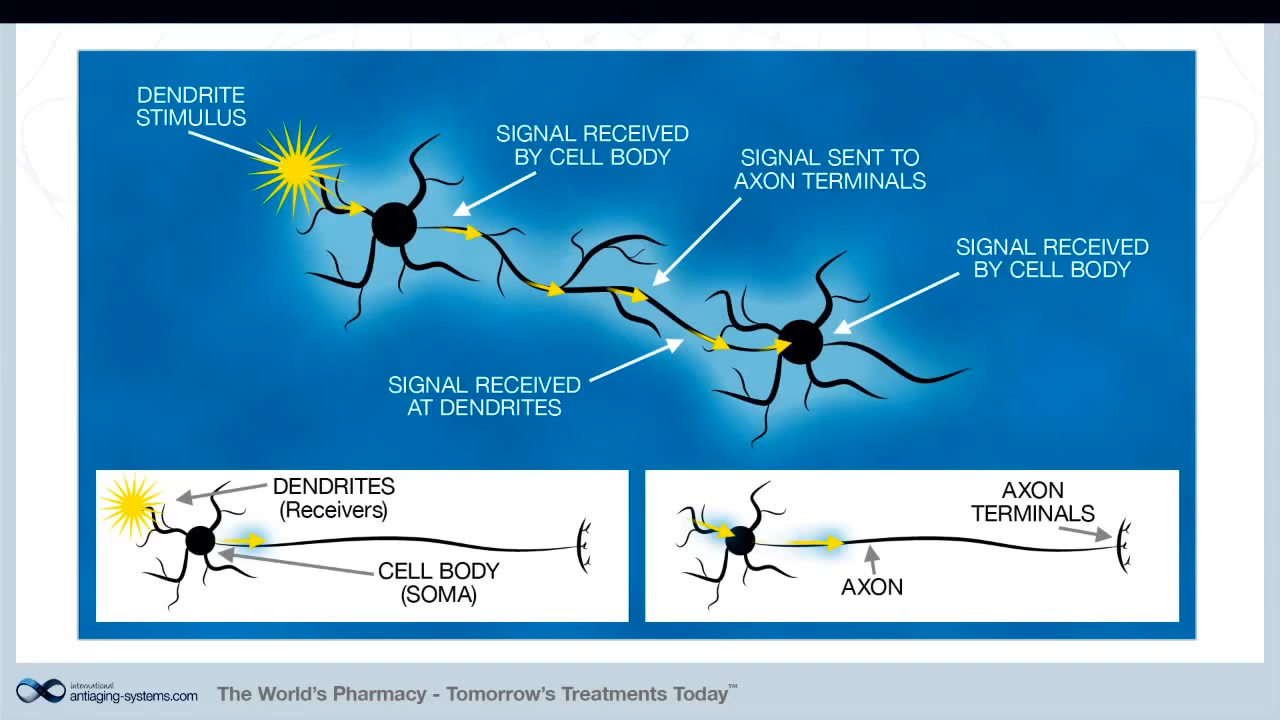 DENDRITE
STIMULUS
SIGNAL RECEIVED
BY CELL BODY
SIGNAL SENT TO
AXON TERMINALS
SIGNAL RECEIVED
BY CELL BODY
SIGNAL RECEIVED
AT DENDRITES
DENDRITES
(Receivers)
CELL BODY
(SOMA)
AXON
TERMINALS
AXON
international
antiaging-systems.com
The World's Pharmacy - Tomorrow's Treatments Today™